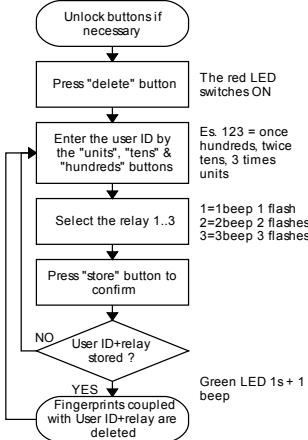 Unlock buttons if
necessary
Press "delete" button
The red LED
switches ON
Enter the user ID by
the "units", "tens" &
"hundreds" buttons
Es. 123 = once
hundreds, twice
tens, 3 times
units
Select the relay 1..3
1=1beep 1 flash
2=2beep 2 flashes
3=3beep 3 flashes
Press "store" button to
confirm
NO
User ID+relay
stored ?
YES
Green LED 1s + 1
beep
Fingerprints coupled
with User ID+relay are
deleted